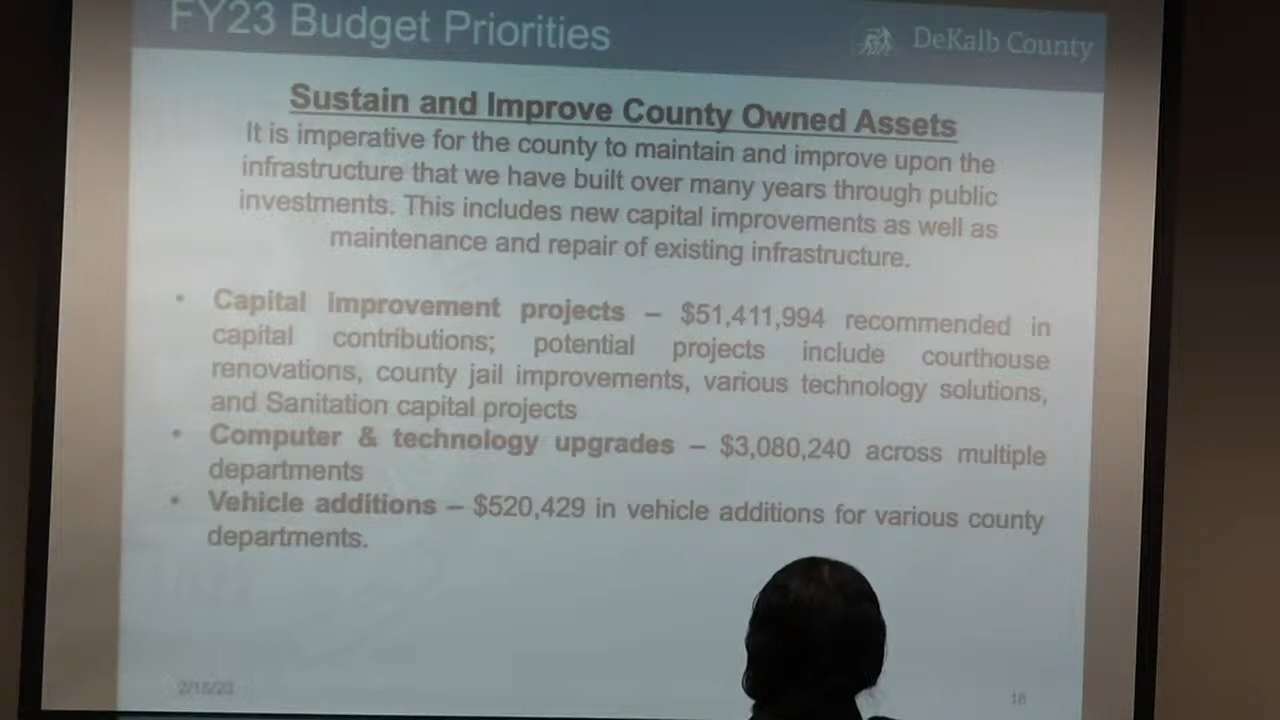 FY23 Budget Priorities
DeKalb County
Sustain and Improve County Owned Assets
It is imperative for the county to maintain and improve upon the
infrastructure that we have built over many years through public
investments. This includes new capital improvements as well as
maintenance and repair of existing infrastructure.
• Capital improvement projects – $51,411,994 recommended in
capital contributions; potential projects include courthouse
renovations, county jail improvements, various technology solutions,
and Sanitation capital projects
• Computer & technology upgrades – $3,080,240 across multiple
departments
• Vehicle additions – $520,429 in vehicle additions for various county
departments.
18